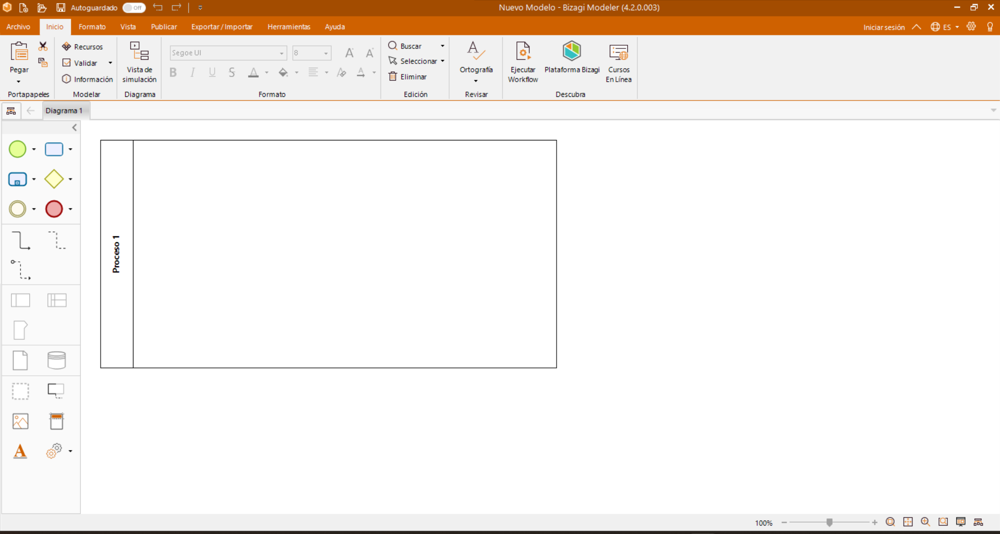 Autoguardado Off Nuevo Modelo - Bizagi Modeler (4.2.0.003)
Archivo Inicio Formato Vista Publicar Exportar / Importar Herramientas Ayuda Iniciar sesión ES
Pegar
Portapapeles
Recursos
Validar
Información
Modelar
Vista de
simulación
Diagrama
Segoe UI 8
B I U S A A
Formato
Buscar
Seleccionar
Eliminar
Edición
Ortografía
Revisar
Ejecutar
Workflow
Plataforma Bizagi
Cursos
En Línea
Descubra
Diagrama 1
Proceso 1
A
100%